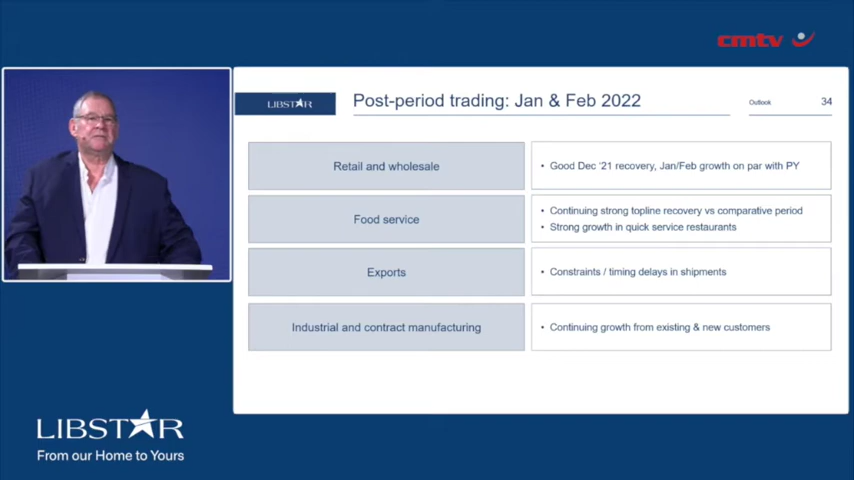 cmtv
LIBSTAR
Post-period trading: Jan & Feb 2022
Outlook
34
Retail and wholesale
• Good Dec '21 recovery, Jan/Feb growth on par with PY
Food service
• Continuing strong topline recovery vs comparative period
• Strong growth in quick service restaurants
Exports
• Constraints / timing delays in shipments
Industrial and contract manufacturing
• Continuing growth from existing & new customers
LIBSTAR
From our Home to Yours